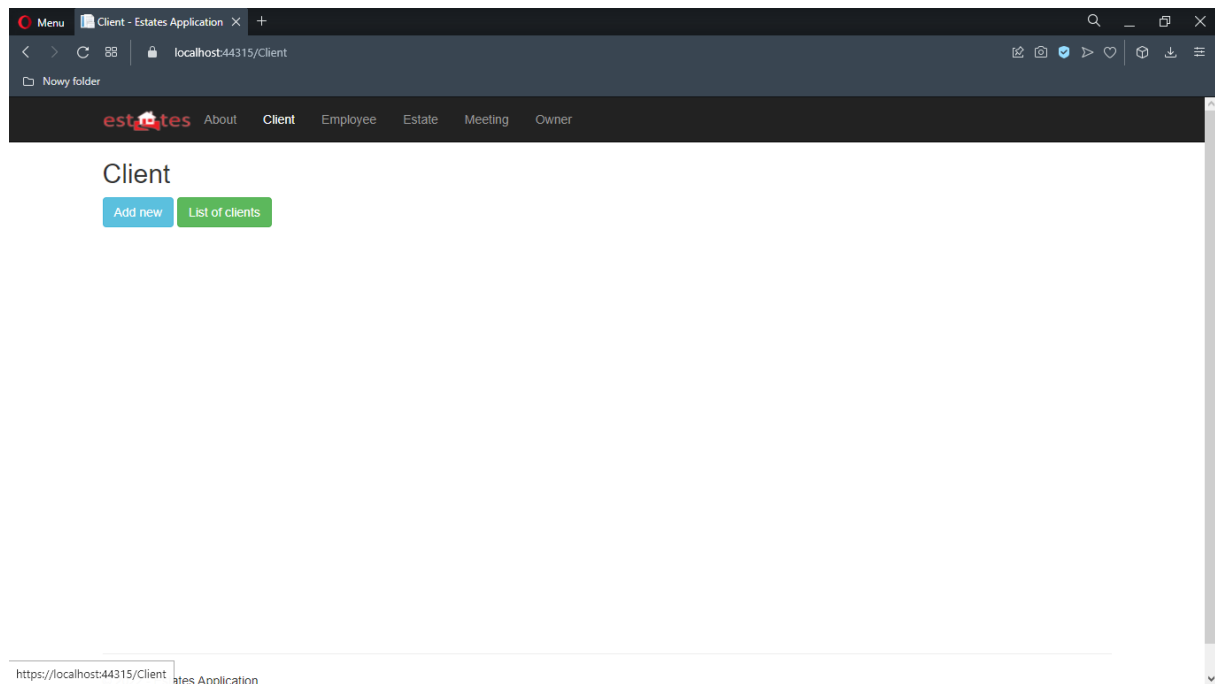 Menu Client - Estates Application
localhost:44315/Client
Nowy folder
estates About Client Employee Estate Meeting Owner
Client
Add new List of clients
https://localhost:44315/Client
ates Application